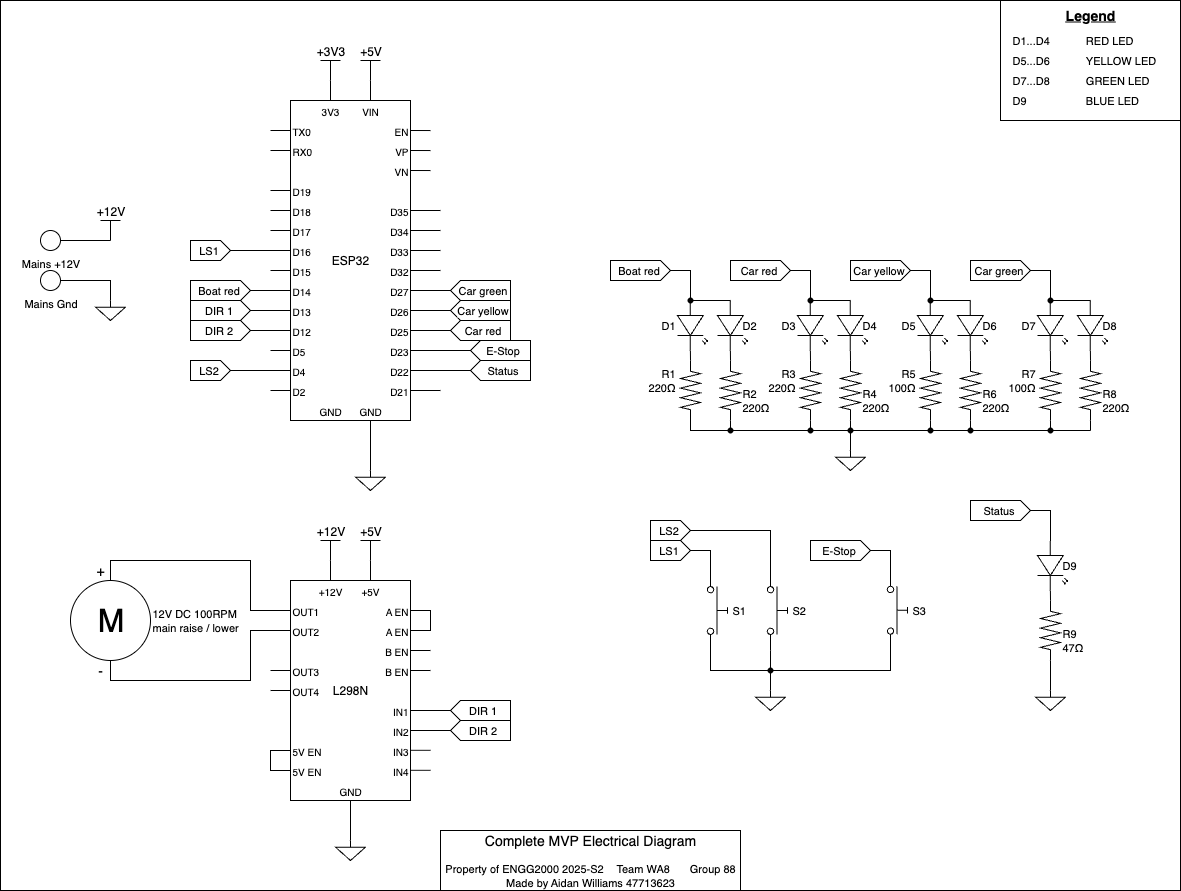 Legend
D1...D4 RED LED
D5...D6 YELLOW LED
D7...D8 GREEN LED
D9 BLUE LED
+3V3 +5V
3V3 VIN
TX0 EN
RX0 VP
VN
D19
D18 D35
D17 D34
LS1 D16 D33
ESP32
D15 D32
Boat red D14 D27 Car green
DIR 1 D13 D26 Car yellow
DIR 2 D12 D25 Car red
D5 D23 E-Stop
LS2 D4 D22 Status
D2 D21
GND GND
+12V
Mains +12V
Mains Gnd
Boat red Car red Car yellow Car green
D1 D2 D3 D4 D5 D6 D7 D8
R1 R3 R5 R7
220Ω 220Ω 100Ω 100Ω
R2 R4 R6 R8
220Ω 220Ω 220Ω 220Ω
+12V +5V
+12V +5V
+
M
-
12V DC 100RPM
main raise / lower
OUT1 A EN
OUT2 A EN
B EN
OUT3 B EN
OUT4 L298N
IN1 DIR 1
IN2 DIR 2
5V EN IN3
5V EN IN4
GND
LS2
LS1 E-Stop
S1 S2 S3
Status
D9
R9
47Ω
Complete MVP Electrical Diagram
Property of ENGG2000 2025-S2 Team WA8 Group 88
Made by Aidan Williams 47713623